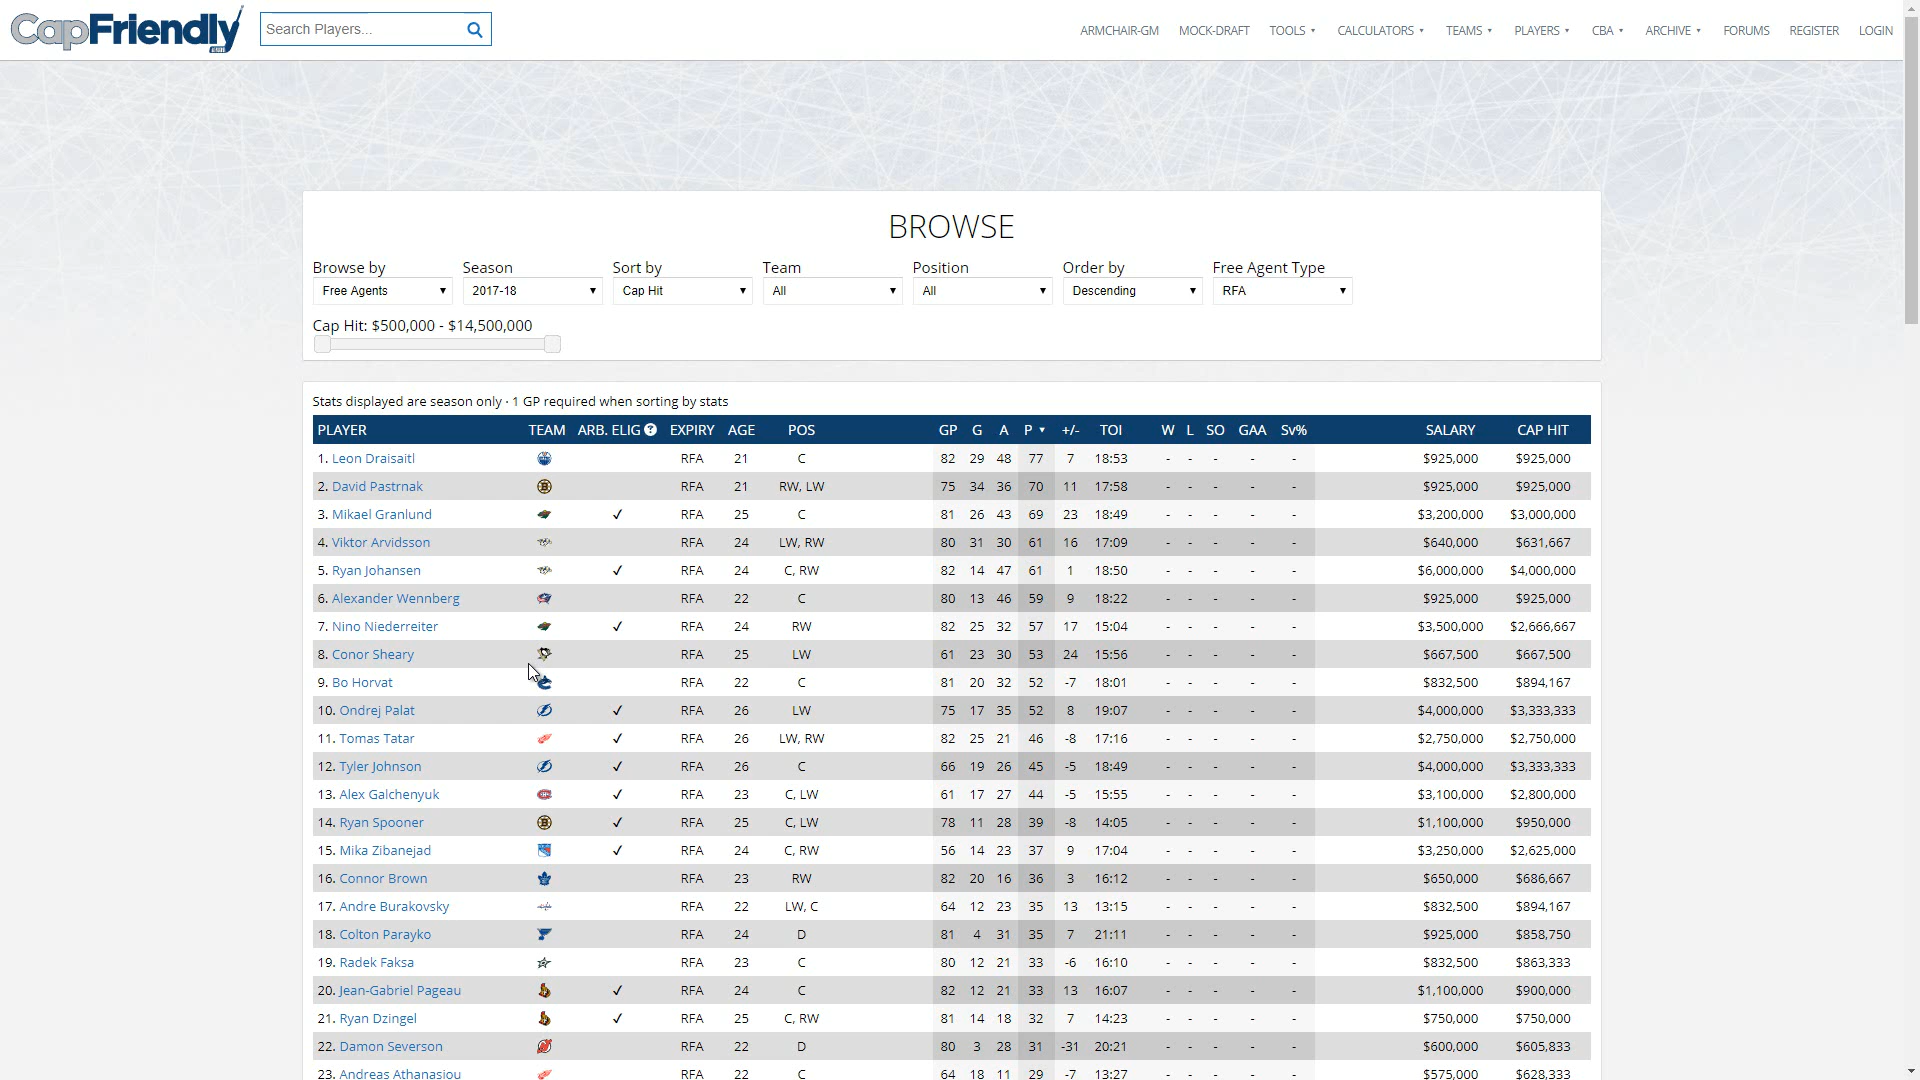 CapFriendly Search Players... ARMCHAIR-GM MOCK-DRAFT TOOLS ▼ CALCULATORS ▼ TEAMS ▼ PLAYERS ▼ CBA ▼ ARCHIVE ▼ FORUMS REGISTER LOGIN
BROWSE
Browse by Season Sort by Team Position Order by Free Agent Type
Free Agents ▼ 2017-18 ▼ Cap Hit ▼ All ▼ All ▼ Descending ▼ RFA ▼
Cap Hit: $500,000 - $14,500,000
Stats displayed are season only · 1 GP required when sorting by stats
PLAYER TEAM ARB. ELIG ? EXPIRY AGE POS GP G A P ▼ +/- TOI W L SO GAA Sv% SALARY CAP HIT
1. Leon Draisaitl RFA 21 C 82 29 48 77 7 18:53 - - - - - $925,000 $925,000
2. David Pastrnak RFA 21 RW, LW 75 34 36 70 11 17:58 - - - - - $925,000 $925,000
3. Mikael Granlund ✓ RFA 25 C 81 26 43 69 23 18:49 - - - - - $3,200,000 $3,000,000
4. Viktor Arvidsson RFA 24 LW, RW 80 31 30 61 16 17:09 - - - - - $640,000 $631,667
5. Ryan Johansen ✓ RFA 24 C, RW 82 14 47 61 1 18:50 - - - - - $6,000,000 $4,000,000
6. Alexander Wennberg RFA 22 C 80 13 46 59 9 18:22 - - - - - $925,000 $925,000
7. Nino Niederreiter ✓ RFA 24 RW 82 25 32 57 17 15:04 - - - - - $3,500,000 $2,666,667
8. Conor Sheary RFA 25 LW 61 23 30 53 24 15:56 - - - - - $667,500 $667,500
9. Bo Horvat RFA 22 C 81 20 32 52 -7 18:01 - - - - - $832,500 $894,167
10. Ondrej Palat ✓ RFA 26 LW 75 17 35 52 8 19:07 - - - - - $4,000,000 $3,333,333
11. Tomas Tatar ✓ RFA 26 LW, RW 82 25 21 46 -8 17:16 - - - - - $2,750,000 $2,750,000
12. Tyler Johnson ✓ RFA 26 C 66 19 26 45 -5 18:49 - - - - - $4,000,000 $3,333,333
13. Alex Galchenyuk ✓ RFA 23 C, LW 61 17 27 44 -5 15:55 - - - - - $3,100,000 $2,800,000
14. Ryan Spooner ✓ RFA 25 C, LW 78 11 28 39 -8 14:05 - - - - - $1,100,000 $950,000
15. Mika Zibanejad ✓ RFA 24 C, RW 56 14 23 37 9 17:04 - - - - - $3,250,000 $2,625,000
16. Connor Brown RFA 23 RW 82 20 16 36 3 16:12 - - - - - $650,000 $686,667
17. Andre Burakovsky RFA 22 LW, C 64 12 23 35 13 13:15 - - - - - $832,500 $894,167
18. Colton Parayko RFA 24 D 81 4 31 35 7 21:11 - - - - - $925,000 $858,750
19. Radek Faksa RFA 23 C 80 12 21 33 -6 16:10 - - - - - $832,500 $863,333
20. Jean-Gabriel Pageau ✓ RFA 24 C 82 12 21 33 13 16:07 - - - - - $1,100,000 $900,000
21. Ryan Dzingel ✓ RFA 25 C, RW 81 14 18 32 7 14:23 - - - - - $750,000 $750,000
22. Damon Severson RFA 22 D 80 3 28 31 -31 20:21 - - - - - $600,000 $605,833
23. Andreas Athanasiou RFA 22 C 64 18 11 29 -7 13:27 - - - - - $575,000 $628,333